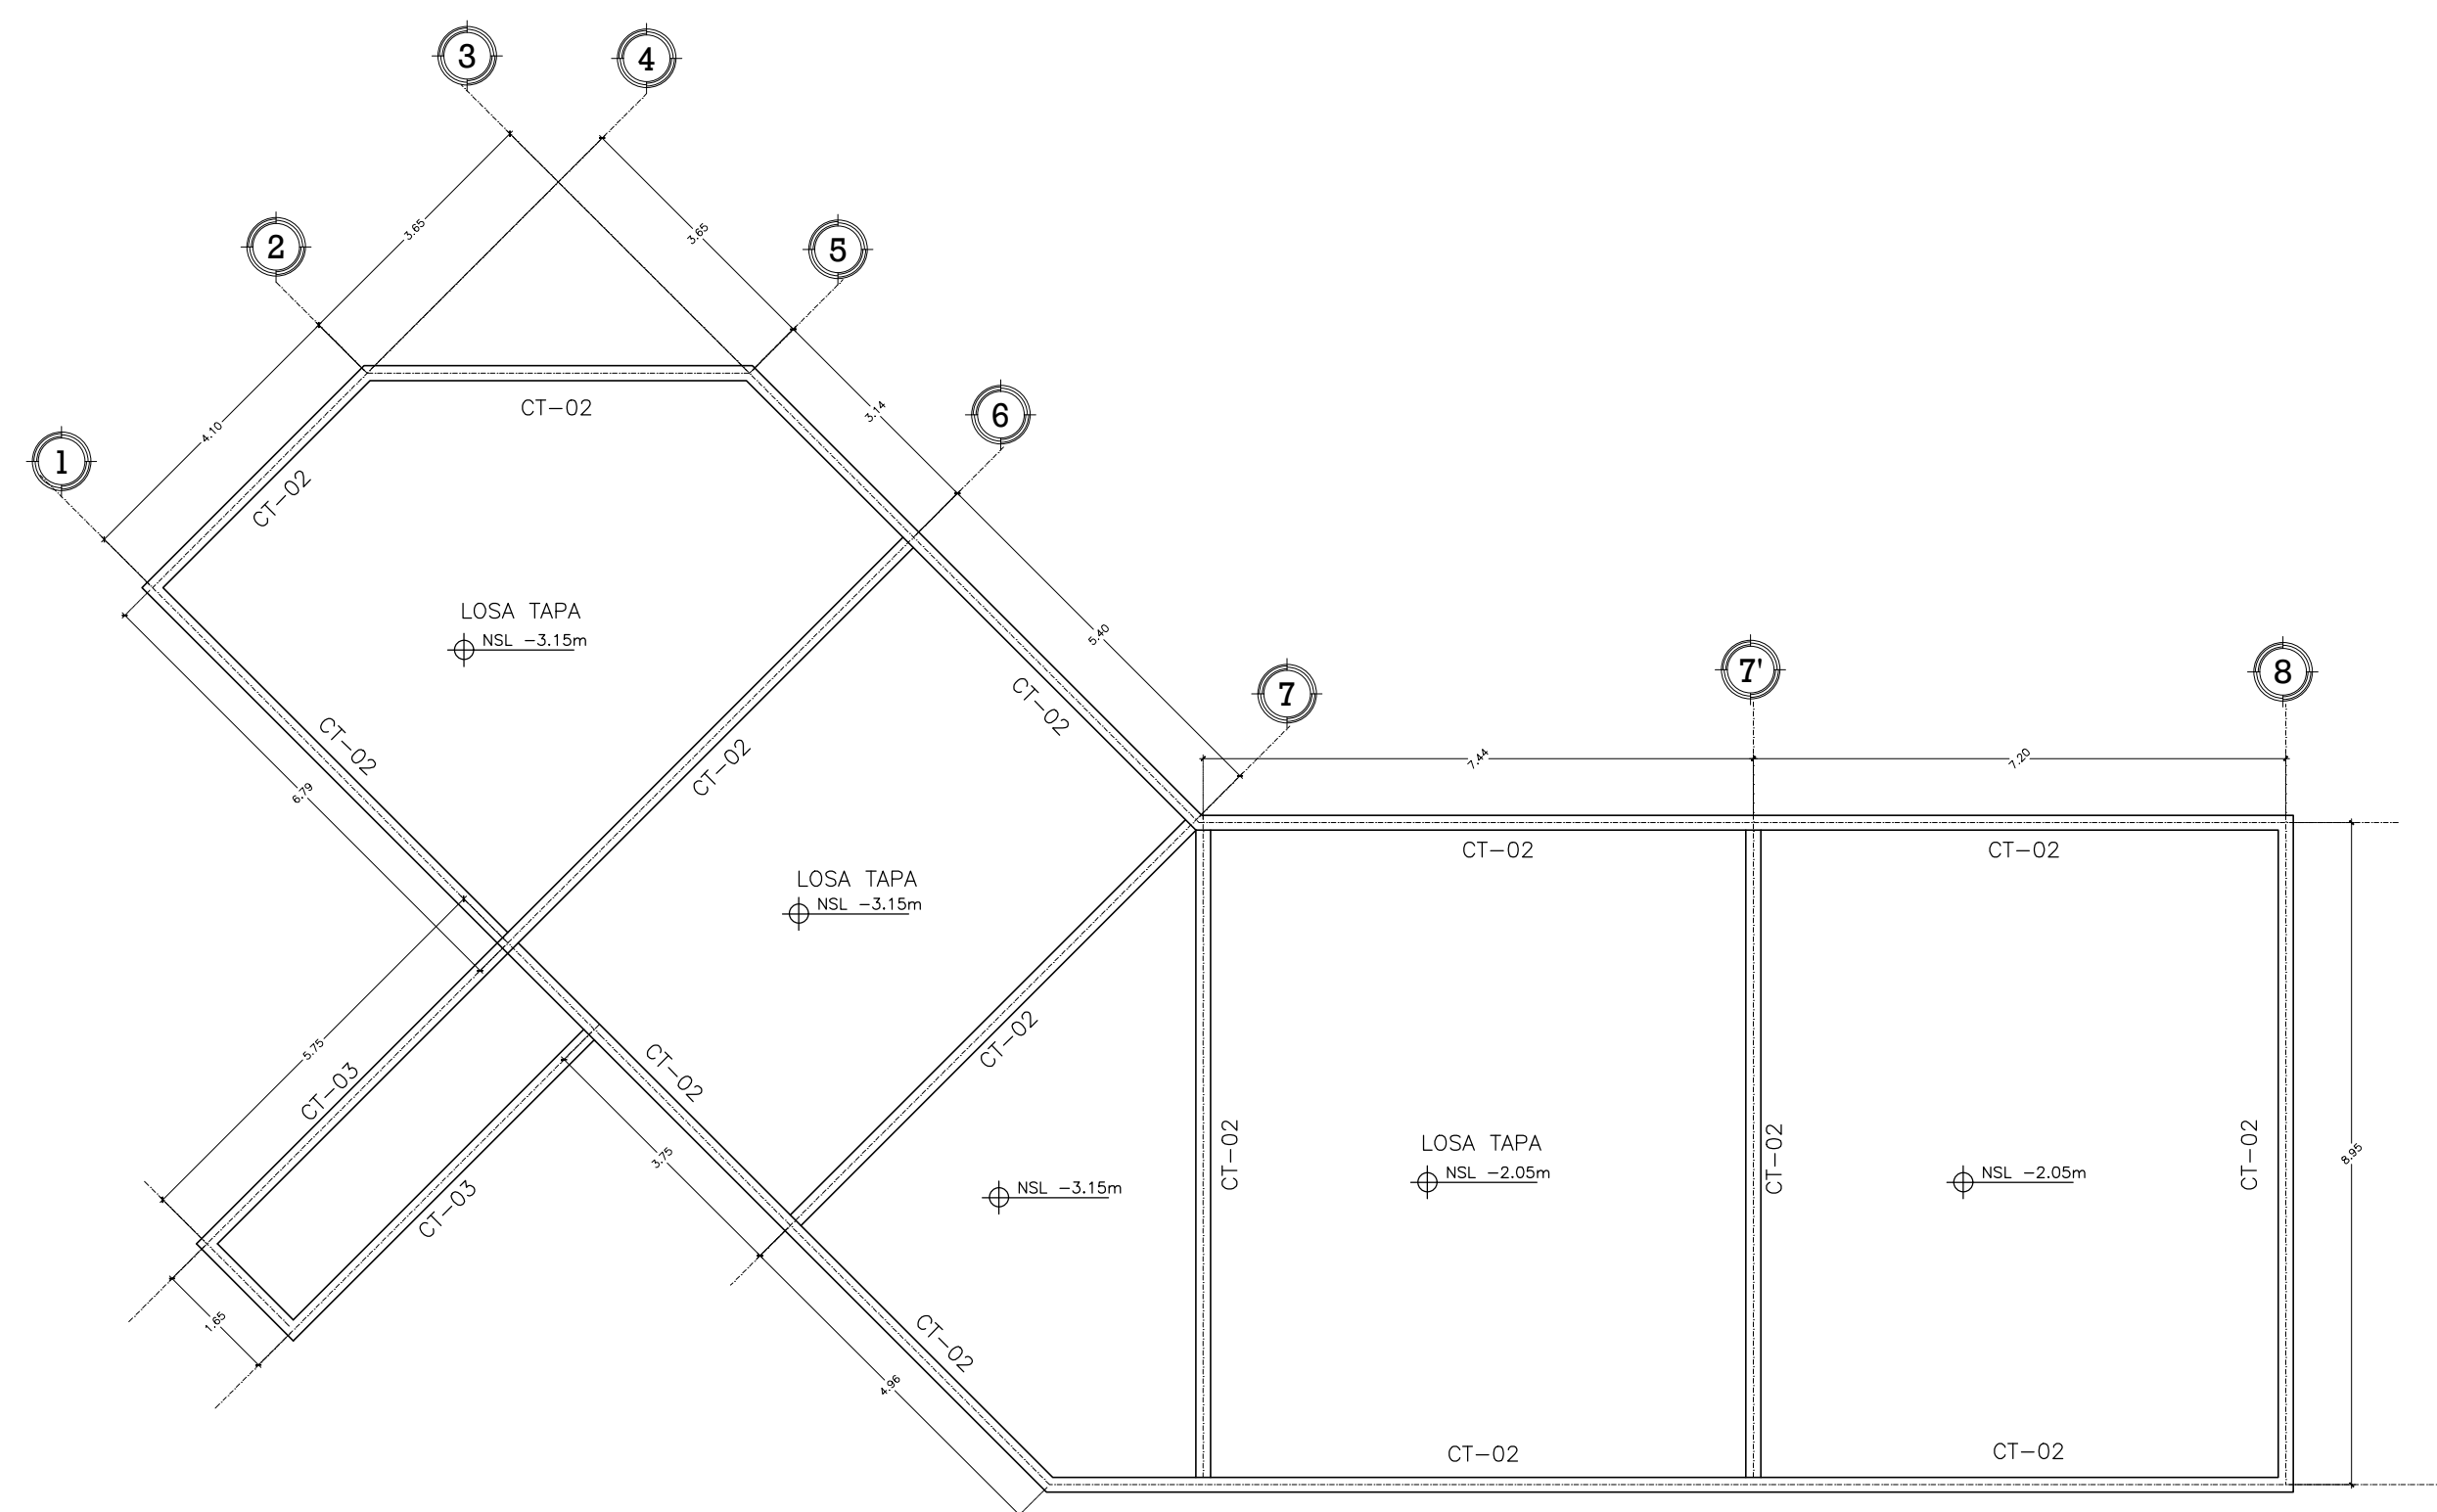 3
4
2
5
3.65
3.65
1
6
4.10
3.14
CT-02
CT-02
LOSA TAPA
NSL -3.15m
5.40
7
7'
8
CT-02
CT-02
CT-02
6.79
7.44
7.20
CT-02
CT-02
LOSA TAPA
NSL -3.15m
5.75
CT-03
CT-02
CT-02
3.75
CT-03
CT-02
LOSA TAPA
NSL -2.05m
CT-02
NSL -2.05m
CT-02
8.95
NSL -3.15m
1.65
CT-02
4.96
CT-02
CT-02